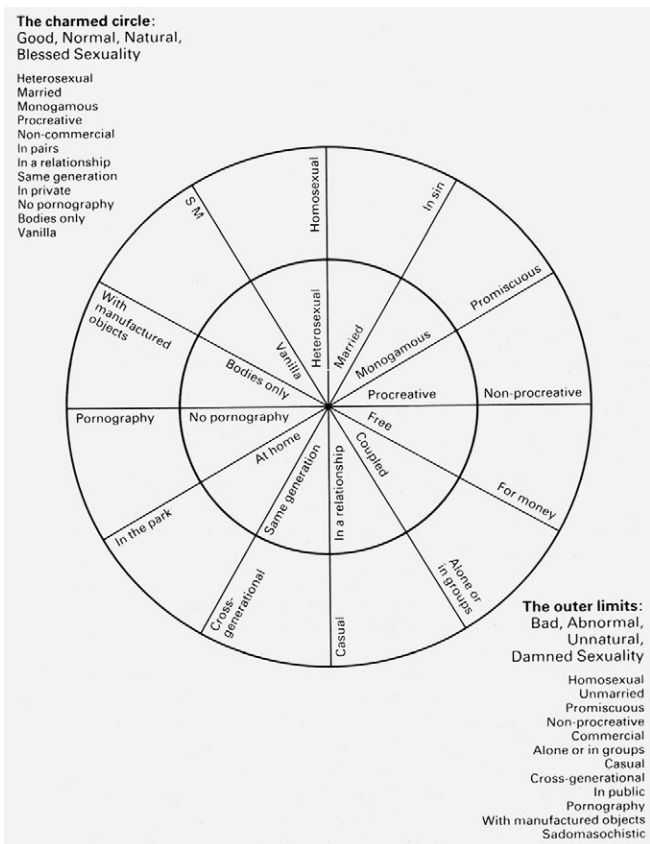 The charmed circle:
Good, Normal, Natural,
Blessed Sexuality
Heterosexual
Married
Monogamous
Procreative
Non-commercial
In pairs
In a relationship
Same generation
In private
No pornography
Bodies only
Vanilla
Homosexual
In sin
Promiscuous
Non-procreative
For money
Alone or
in groups
Casual
Cross-
generational
In the park
Pornography
With
manufactured
objects
S M
Heterosexual
Married
Monogamous
Procreative
Free
Coupled
In a relationship
Same generation
At home
No pornography
Bodies only
Vanilla
The outer limits:
Bad, Abnormal,
Unnatural,
Damned Sexuality
Homosexual
Unmarried
Promiscuous
Non-procreative
Commercial
Alone or in groups
Casual
Cross-generational
In public
Pornography
With manufactured objects
Sadomasochistic